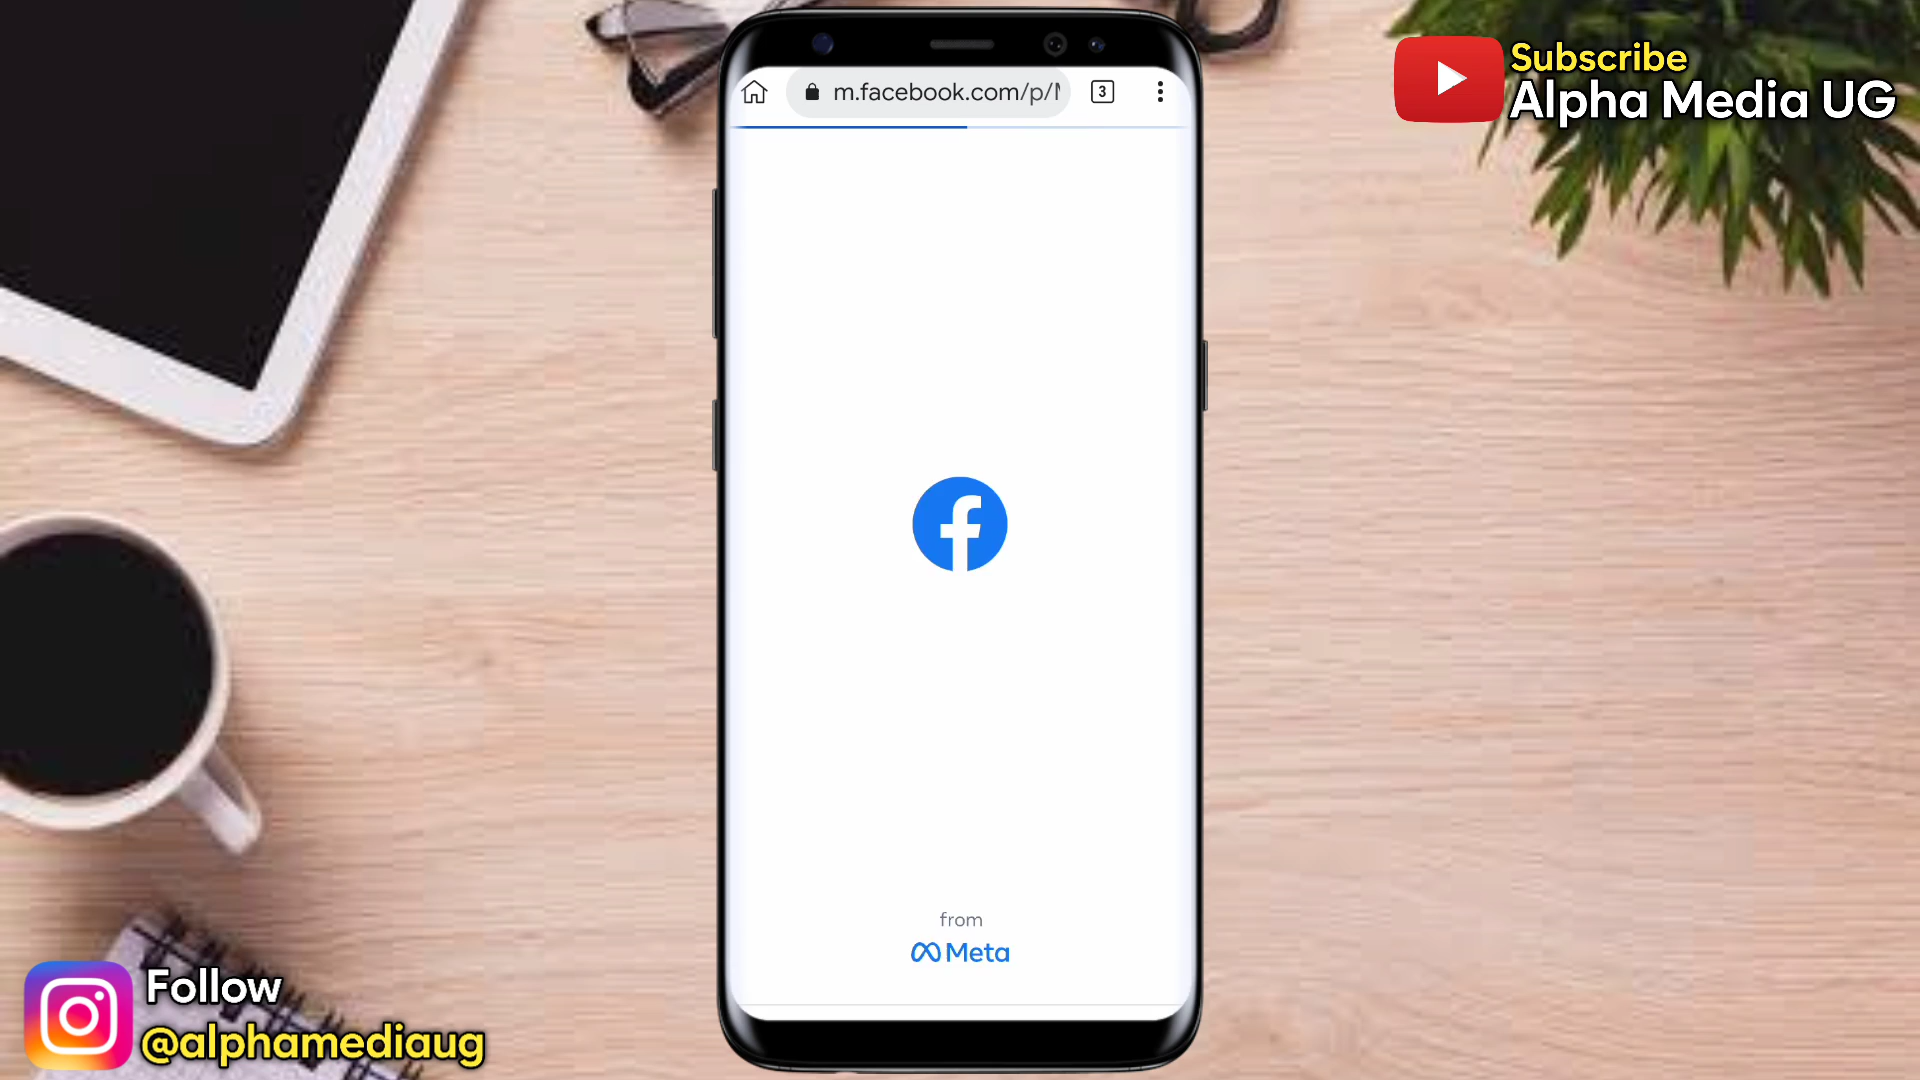 m.facebook.com/p/
3
Subscribe
Alpha Media UG
from
Meta
Follow
@alphamediaug